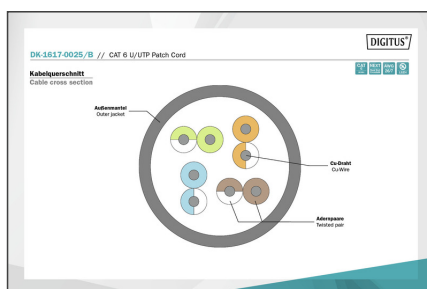 DIGITUS®
DK-1617-0025/B // CAT 6 U/UTP Patch Cord
Kabelquerschnitt
Cable cross section
Außenmantel
Outer jacket
Cu-Draht
Cu-Wire
Adernpaare
Twisted pair